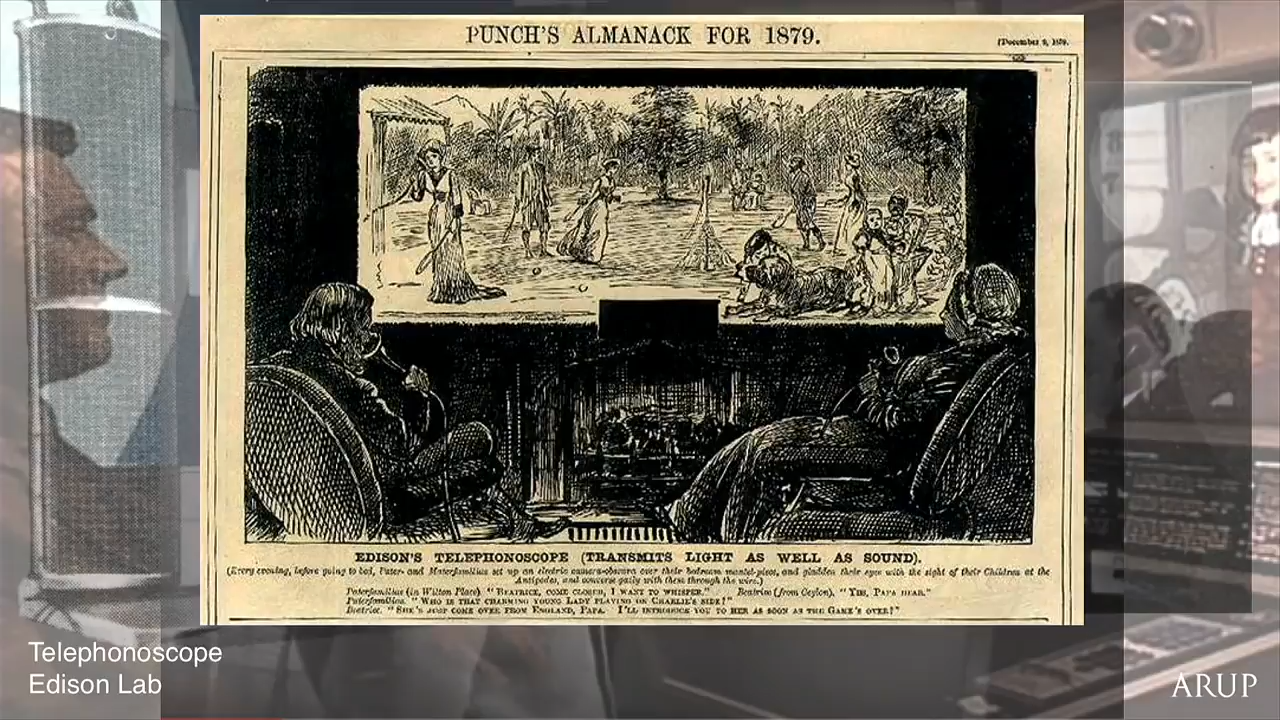 PUNCH'S ALMANACK FOR 1879.
[December 9, 1878.
EDISON'S TELEPHONOSCOPE (TRANSMITS LIGHT AS WELL AS SOUND).
(Every evening, before going to bed, Pater- and Materfamilias set up an electric camera-obscura over their bedroom mantel-piece, and gladden their eyes with the sight of their Children at the
Antipodes, and converse gaily with them through the wire.)
Paterfamilias (in Wilton Place). "BEATRICE, COME CLOSER, I WANT TO WHISPER." Beatrice (from Ceylon). "YES, PAPA DEAR."
Paterfamilias. "WHO IS THAT CHARMING YOUNG LADY PLAYING ON CHARLIE'S SIDE?"
Beatrice. "SHE'S JUST COME OVER FROM ENGLAND, PAPA. I'LL INTRODUCE YOU TO HER AS SOON AS THE GAME'S OVER!"
Telephonoscope
Edison Lab
ARUP